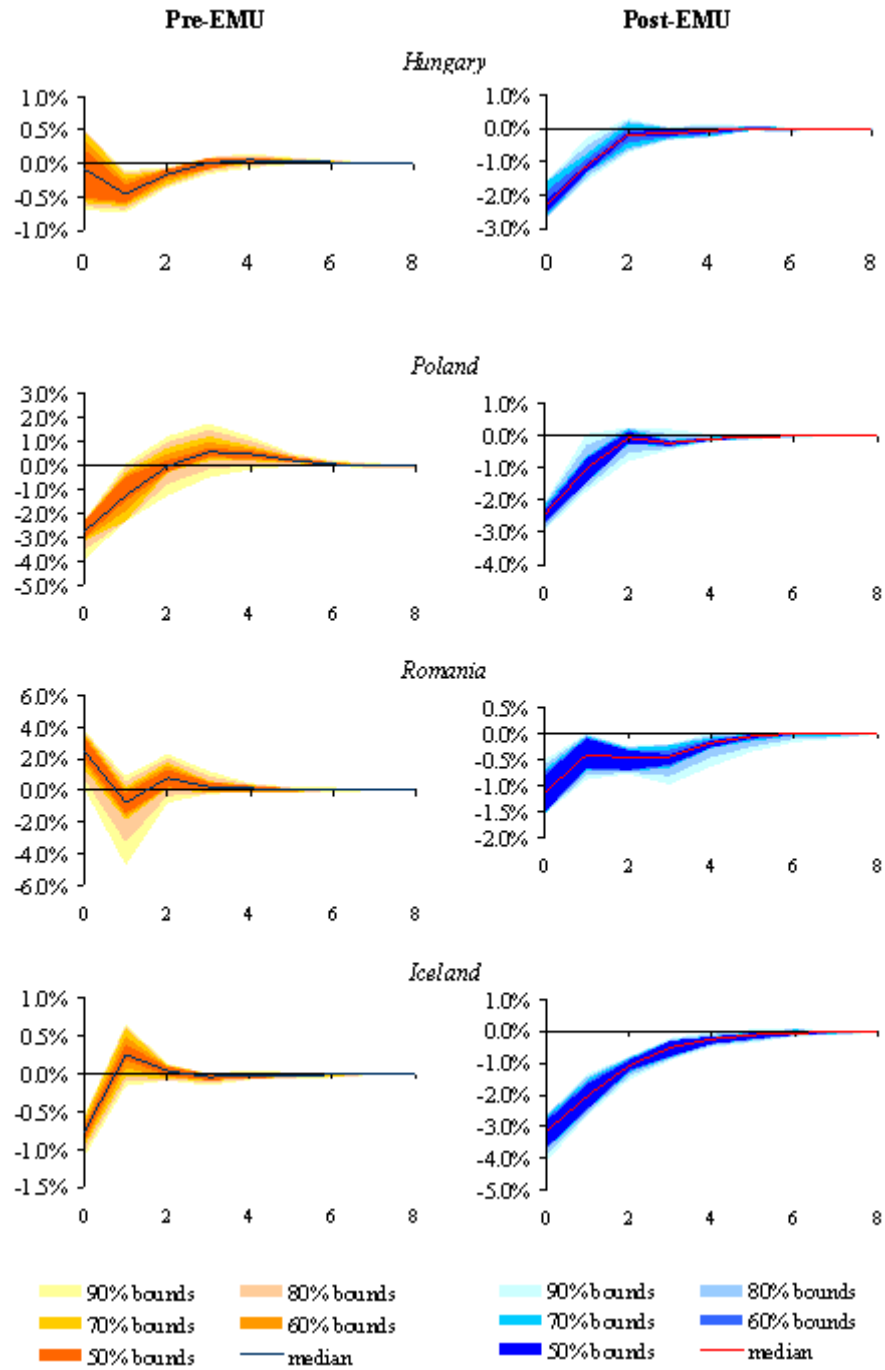 Pre-EMU Post-EMU
Hungary
1.0% 0.5% 0.0% -0.5% -1.0%
0 2 4 6 8
1.0% 0.0% -1.0% -2.0% -3.0%
0 2 4 6 8
Poland
3.0% 2.0% 1.0% 0.0% -1.0% -2.0% -3.0% -4.0% -5.0%
0 2 4 6 8
1.0% 0.0% -1.0% -2.0% -3.0% -4.0%
0 2 4 6 8
Romania
6.0% 4.0% 2.0% 0.0% -2.0% -4.0% -6.0%
0 2 4 6 8
0.5% 0.0% -0.5% -1.0% -1.5% -2.0%
0 2 4 6 8
Iceland
1.0% 0.5% 0.0% -0.5% -1.0% -1.5%
0 2 4 6 8
1.0% 0.0% -1.0% -2.0% -3.0% -4.0% -5.0%
0 2 4 6 8
90% bounds 80% bounds
70% bounds 60% bounds
50% bounds median
90% bounds 80% bounds
70% bounds 60% bounds
50% bounds median